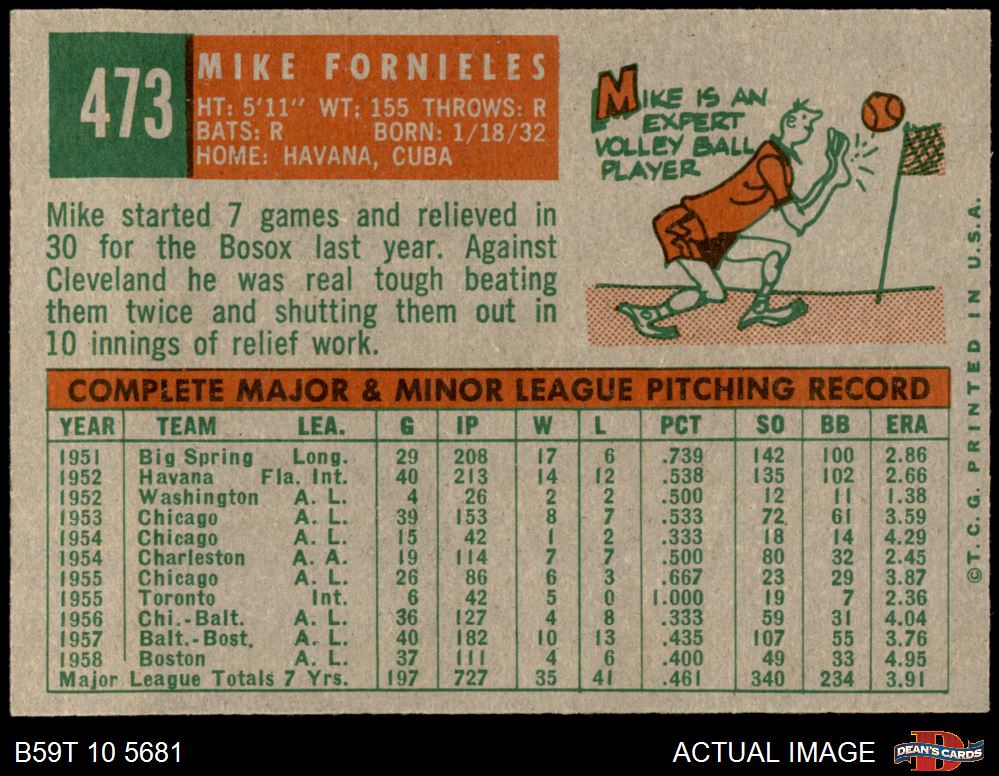 473
MIKE FORNIELES
HT: 5'11" WT: 155 THROWS: R
BATS: R BORN: 1/18/32
HOME: HAVANA, CUBA
MIKE IS AN
EXPERT
VOLLEY BALL
PLAYER
Mike started 7 games and relieved in
30 for the Bosox last year. Against
Cleveland he was real tough beating
them twice and shutting them out in
10 innings of relief work.
COMPLETE MAJOR & MINOR LEAGUE PITCHING RECORD
YEAR TEAM LEA. G IP W L PCT SO BB ERA
1951 Big Spring Long. 29 208 17 6 .739 142 100 2.86
1952 Havana Fla. Int. 40 213 14 12 .538 135 102 2.66
1952 Washington A. L. 4 26 2 2 .500 12 11 1.38
1953 Chicago A. L. 39 153 8 7 .533 72 61 3.59
1954 Chicago A. L. 15 42 1 2 .333 18 14 4.29
1954 Charleston A. A. 19 114 7 7 .500 80 32 2.45
1955 Chicago A. L. 26 86 6 3 .667 23 29 3.87
1955 Toronto Int. 6 42 5 0 1.000 19 7 2.36
1956 Chi.-Balt. A. L. 36 127 4 8 .333 59 31 4.04
1957 Balt.-Bost. A. L. 40 182 10 13 .435 107 55 3.76
1958 Boston A. L. 37 111 4 6 .400 49 33 4.95
Major League Totals 7 Yrs. 197 727 35 41 .461 340 234 3.91
©T. C. G. PRINTED IN U.S.A.
B59T 10 5681
ACTUAL IMAGE
DEAN'S CARDS